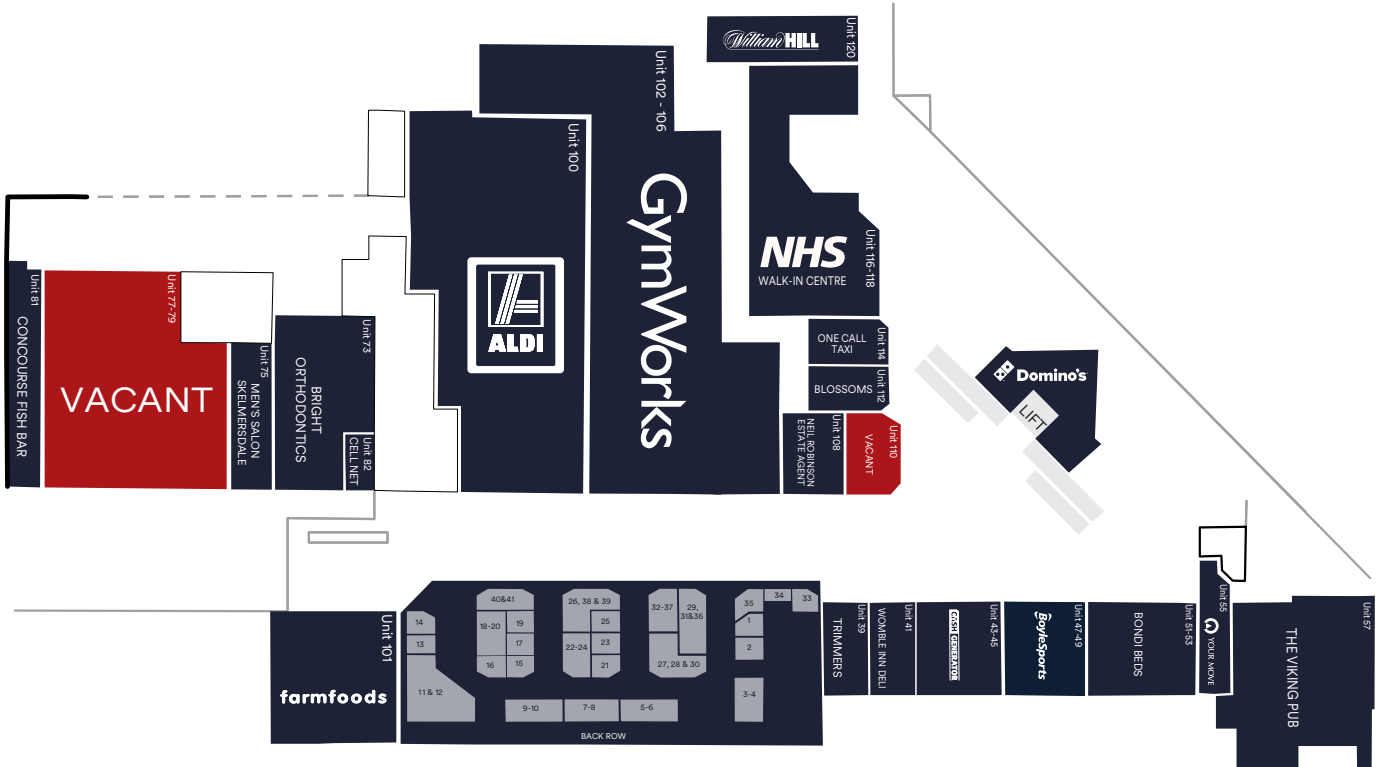 William HILL
Unit 120
Unit 102 - 106
GymWorks
Unit 100
ALDI
NHS
WALK-IN CENTRE
Unit 116-118
ONE CALL
TAXI
Unit 114
BLOSSOMS
Unit 112
NEIL ROBINSON
ESTATE AGENT
Unit 108
VACANT
Unit 110
Domino's
LIFT
Unit 81
CONCOURSE FISH BAR
Unit 77-79
VACANT
Unit 75
MEN'S SALON
SKELMERSDALE
Unit 73
BRIGHT
ORTHODONTICS
Unit 82
CELL NET
Unit 101
farmfoods
14
13
11 & 12
40&41
18-20
19
17
16
15
26, 38 & 39
25
22-24
23
21
32-37
29,
31&36
27, 28 & 30
35
34
33
1
2
3-4
9-10
7-8
5-6
BACK ROW
Unit 39
TRIMMERS
Unit 41
WOMBLE INN DELI
Unit 43-45
CASH GENERATOR
Unit 47-49
BoyleSports
Unit 51-53
BONDI BEDS
Unit 55
YOUR MOVE
Unit 57
THE VIKING PUB